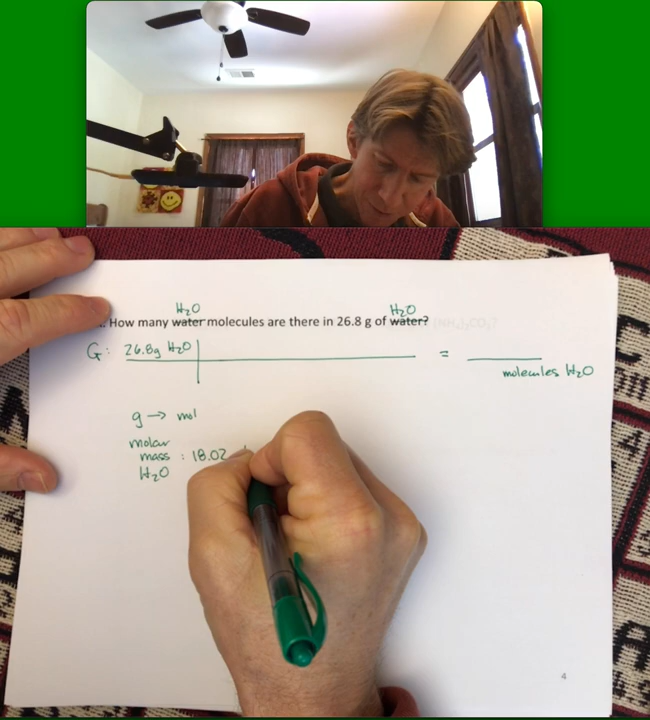 H₂O H₂O
. How many water molecules are there in 26.8 g of water?
G: 26.8g H₂O = 
molecules H₂O
g → mol
molar
mass : 18.02
H₂O
4